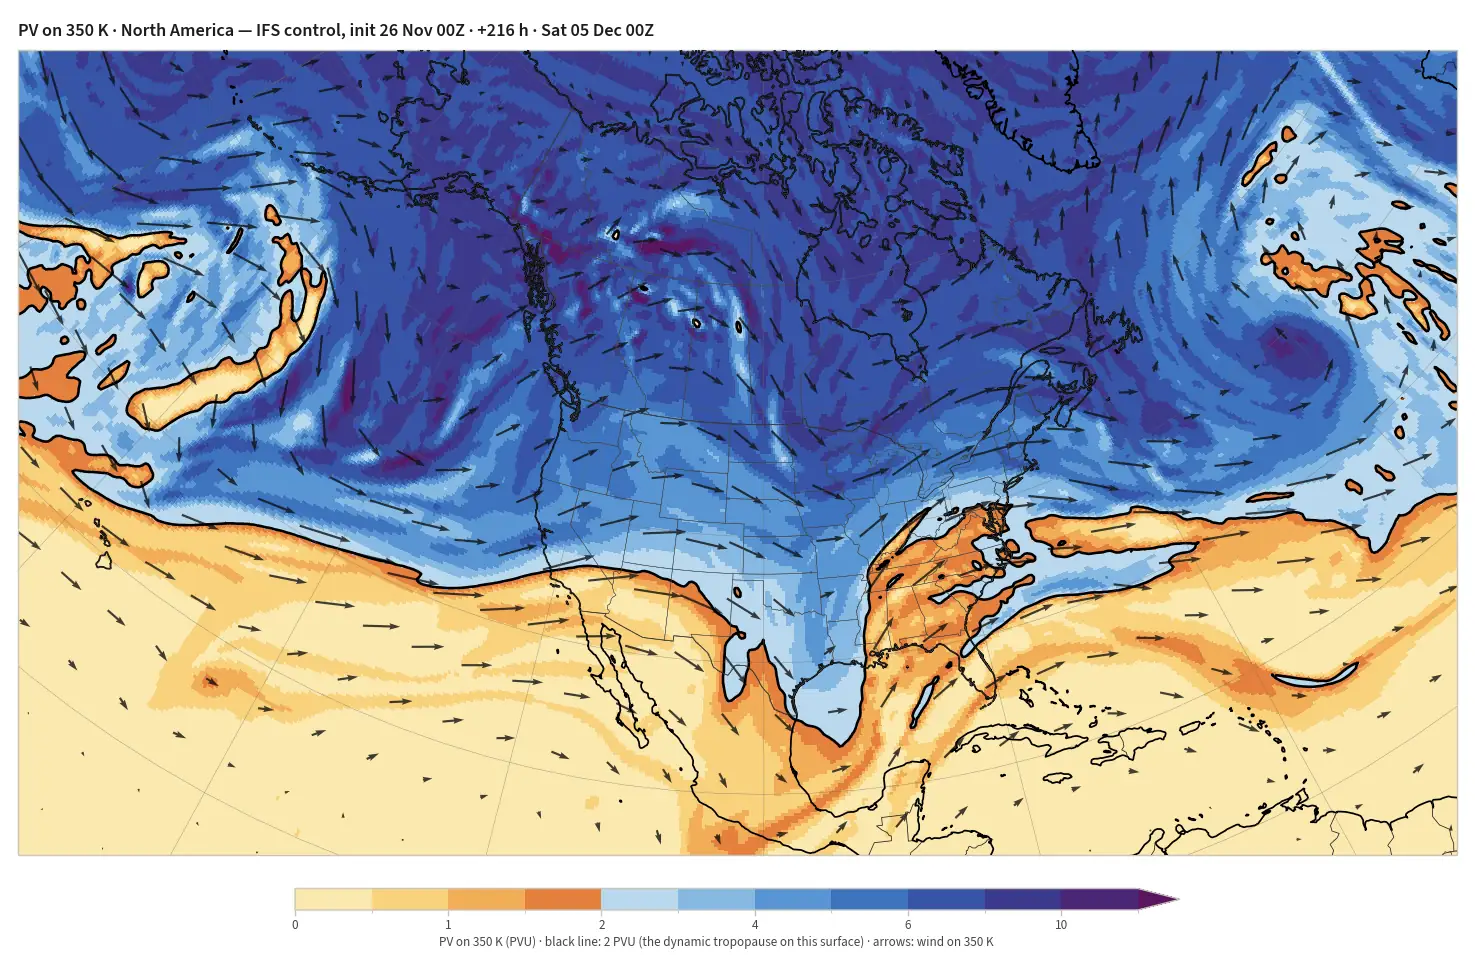 PV on 350 K · North America — IFS control, init 26 Nov 00Z · +216 h · Sat 05 Dec 00Z
0 1 2 4 6 10
PV on 350 K (PVU) · black line: 2 PVU (the dynamic tropopause on this surface) · arrows: wind on 350 K